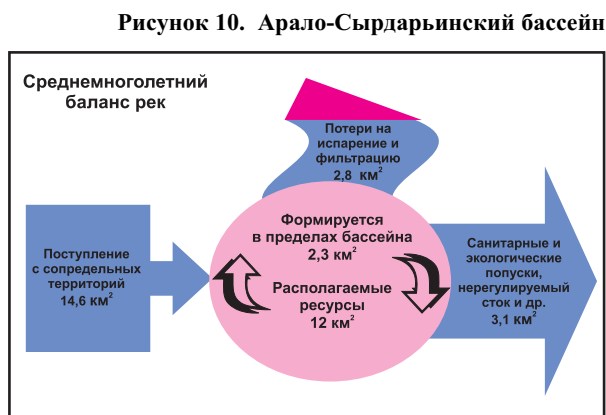 Рисунок 10. Арало-Сырдарьинский бассейн
Среднемноголетний
баланс рек
Потери на
испарение и
фильтрацию
2,8 км²
Поступление
с сопредельных
территорий
14,6 км²
Формируется
в пределах бассейна
2,3 км²
Располагаемые
ресурсы
12 км²
Санитарные и
экологические
попуски,
нерегулируемый
сток и др.
3,1 км²